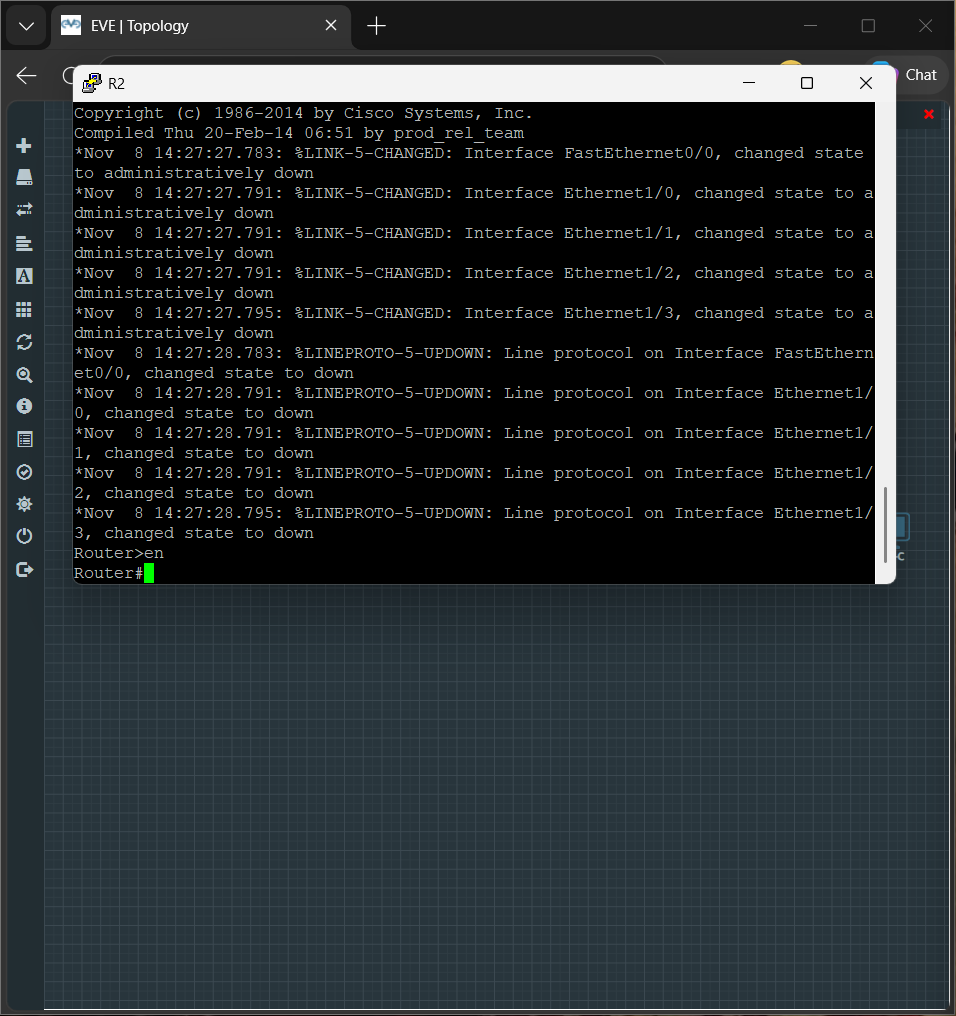 EVE | Topology
Chat
R2
Copyright (c) 1986-2014 by Cisco Systems, Inc.
Compiled Thu 20-Feb-14 06:51 by prod_rel_team
*Nov  8 14:27:27.783: %LINK-5-CHANGED: Interface FastEthernet0/0, changed state
to administratively down
*Nov  8 14:27:27.791: %LINK-5-CHANGED: Interface Ethernet1/0, changed state to a
dministratively down
*Nov  8 14:27:27.791: %LINK-5-CHANGED: Interface Ethernet1/1, changed state to a
dministratively down
*Nov  8 14:27:27.791: %LINK-5-CHANGED: Interface Ethernet1/2, changed state to a
dministratively down
*Nov  8 14:27:27.795: %LINK-5-CHANGED: Interface Ethernet1/3, changed state to a
dministratively down
*Nov  8 14:27:28.783: %LINEPROTO-5-UPDOWN: Line protocol on Interface FastEthern
et0/0, changed state to down
*Nov  8 14:27:28.791: %LINEPROTO-5-UPDOWN: Line protocol on Interface Ethernet1/
0, changed state to down
*Nov  8 14:27:28.791: %LINEPROTO-5-UPDOWN: Line protocol on Interface Ethernet1/
1, changed state to down
*Nov  8 14:27:28.791: %LINEPROTO-5-UPDOWN: Line protocol on Interface Ethernet1/
2, changed state to down
*Nov  8 14:27:28.795: %LINEPROTO-5-UPDOWN: Line protocol on Interface Ethernet1/
3, changed state to down
Router>en
Router#